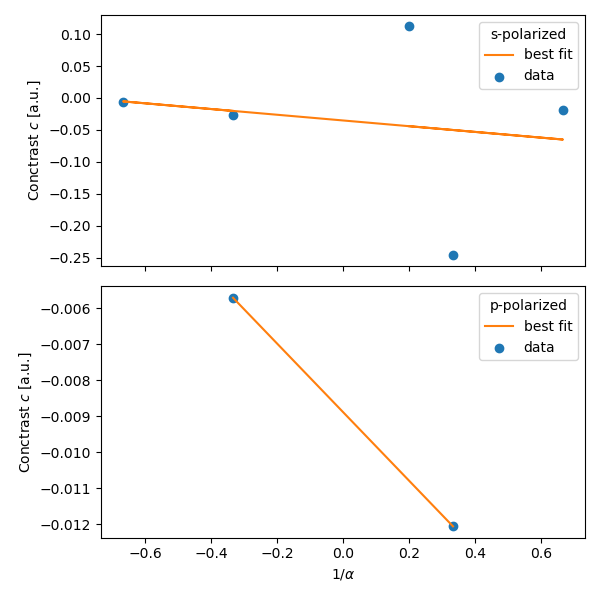 s-polarized
best fit
data
0.10
0.05
0.00
−0.05
−0.10
−0.15
−0.20
−0.25
Conctrast c [a.u.]
p-polarized
best fit
data
−0.006
−0.007
−0.008
−0.009
−0.010
−0.011
−0.012
Conctrast c [a.u.]
−0.6 −0.4 −0.2 0.0 0.2 0.4 0.6
1/α